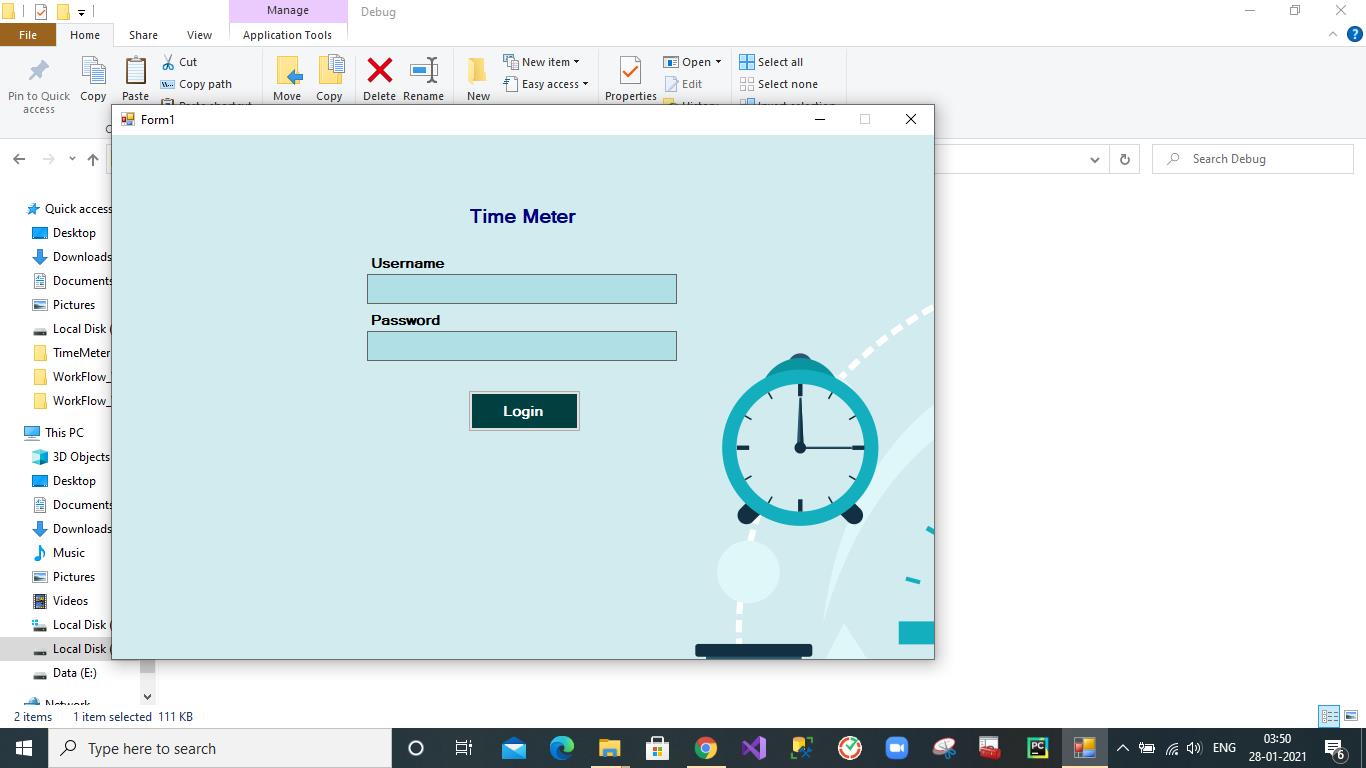 Manage
Debug
File
Home
Share
View
Application Tools
Pin to Quick access
Copy
Paste
Cut
Copy path
Move
Copy
Delete
Rename
New
New item
Easy access
Properties
Open
Edit
Select all
Select none
Form1
Search Debug
Quick access
Desktop
Downloads
Documents
Pictures
Local Disk (
TimeMeter
WorkFlow_
WorkFlow_
This PC
3D Objects
Desktop
Documents
Downloads
Music
Pictures
Videos
Local Disk (
Local Disk (
Data (E:)
Network
Time Meter
Username
Password
Login
2 items
1 item selected 111 KB
Type here to search
PC
ENG
03:50
28-01-2021
6